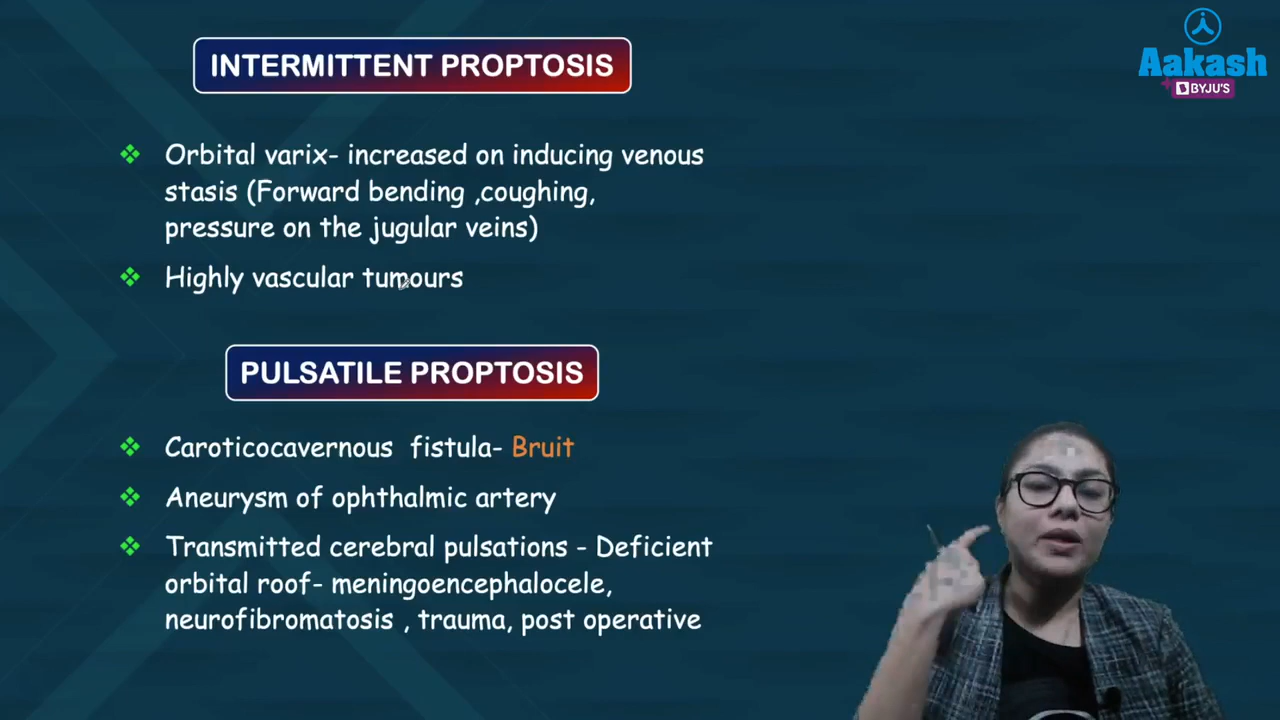 INTERMITTENT PROPTOSIS
Aakash
BYJU'S
Orbital varix- increased on inducing venous
stasis (Forward bending ,coughing,
pressure on the jugular veins)
Highly vascular tumours
PULSATILE PROPTOSIS
Caroticocavernous fistula- Bruit
Aneurysm of ophthalmic artery
Transmitted cerebral pulsations - Deficient
orbital roof- meningoencephalocele,
neurofibromatosis , trauma, post operative